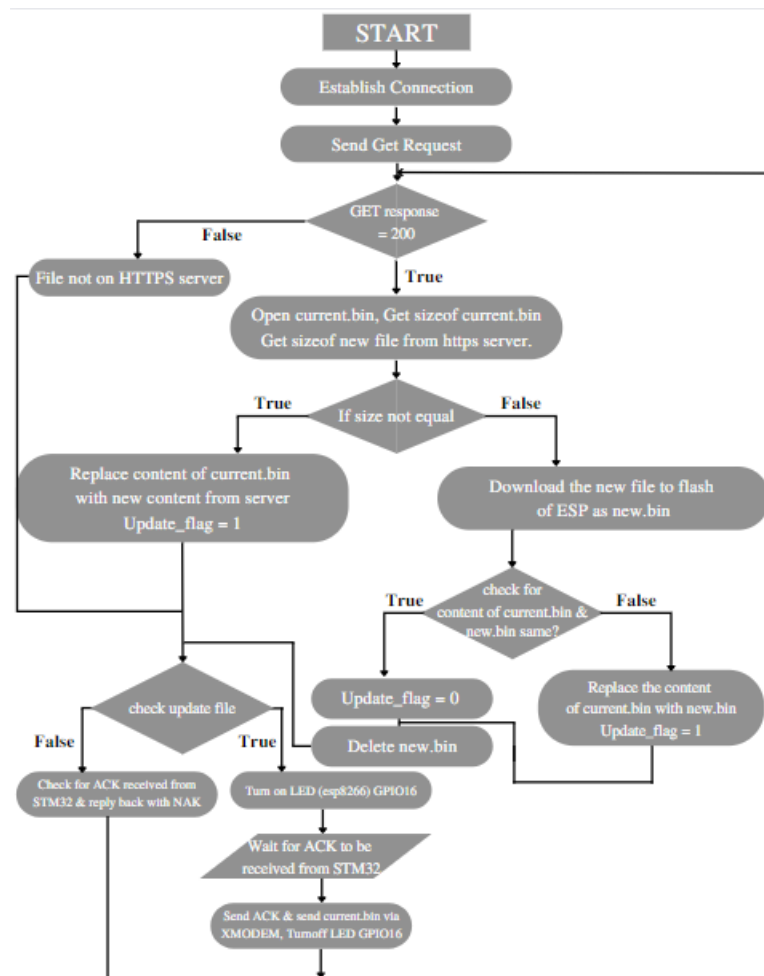 START
Establish Connection
Send Get Request
GET response
= 200
False
True
File not on HTTPS server
Open current.bin, Get sizeof current.bin
Get sizeof new file from https server.
If size not equal
True
False
Replace content of current.bin
with new content from server
Update_flag = 1
Download the new file to flash
of ESP as new.bin
check for
content of current.bin &
new.bin same?
True
False
Update_flag = 0
Delete new.bin
Replace the content
of current.bin with new.bin
Update_flag = 1
check update file
False
True
Check for ACK received from
STM32 & reply back with NAK
Turn on LED (esp8266) GPIO16
Wait for ACK to be
received from STM32
Send ACK & send current.bin via
XMODEM, Turnoff LED GPIO16